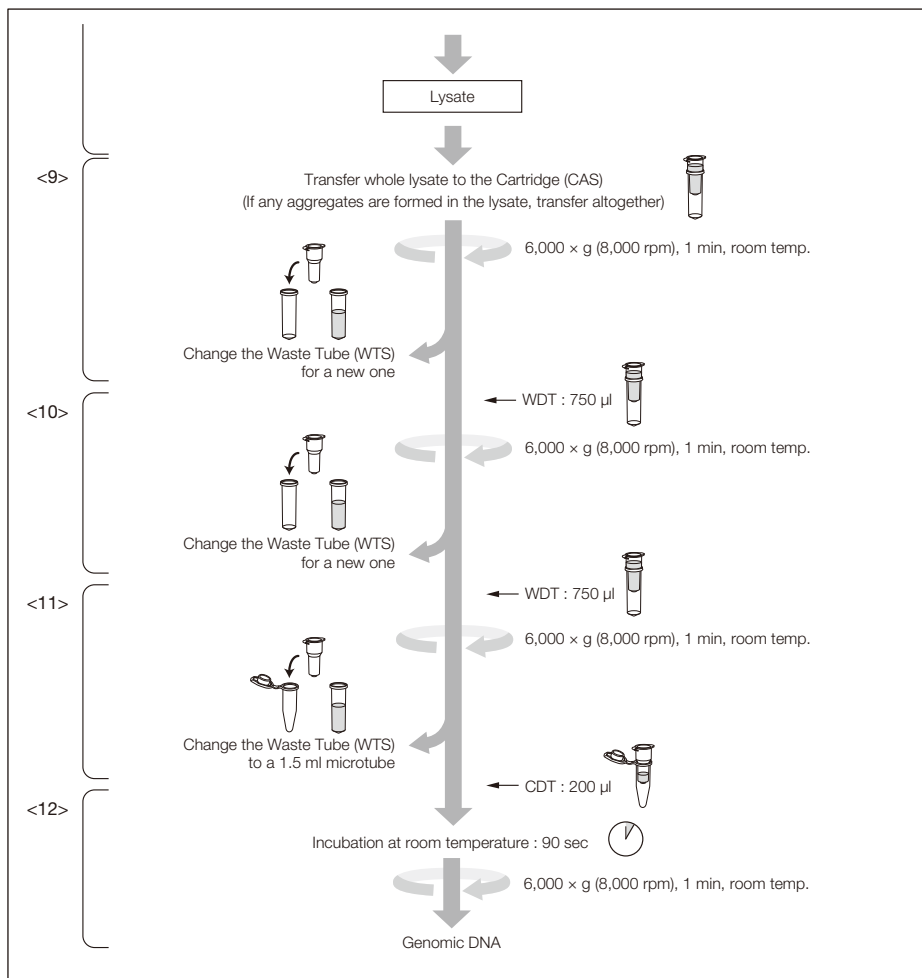 Lysate
<9>
Transfer whole lysate to the Cartridge (CAS)
(If any aggregates are formed in the lysate, transfer altogether)
6,000 × g (8,000 rpm), 1 min, room temp.
Change the Waste Tube (WTS)
for a new one
<10>
WDT : 750 µl
6,000 × g (8,000 rpm), 1 min, room temp.
Change the Waste Tube (WTS)
for a new one
<11>
WDT : 750 µl
6,000 × g (8,000 rpm), 1 min, room temp.
Change the Waste Tube (WTS)
to a 1.5 ml microtube
CDT : 200 µl
<12>
Incubation at room temperature : 90 sec
6,000 × g (8,000 rpm), 1 min, room temp.
Genomic DNA